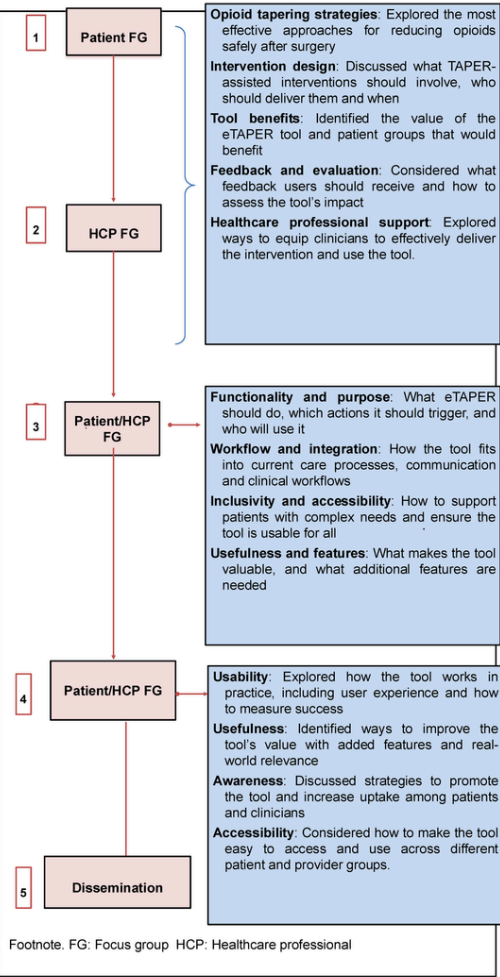 1
Patient FG
Opioid tapering strategies: Explored the most
effective approaches for reducing opioids
safely after surgery
Intervention design: Discussed what TAPER-
assisted interventions should involve, who
should deliver them and when
Tool benefits: Identified the value of the
eTAPER tool and patient groups that would
benefit
Feedback and evaluation: Considered what
feedback users should receive and how to
assess the tool's impact
Healthcare professional support: Explored
ways to equip clinicians to effectively deliver
the intervention and use the tool.
2
HCP FG
3
Patient/HCP
FG
Functionality and purpose: What eTAPER
should do, which actions it should trigger, and
who will use it
Workflow and integration: How the tool fits
into current care processes, communication
and clinical workflows
Inclusivity and accessibility: How to support
patients with complex needs and ensure the
tool is usable for all
Usefulness and features: What makes the tool
valuable, and what additional features are
needed
4
Patient/HCP FG
Usability: Explored how the tool works in
practice, including user experience and how
to measure success
Usefulness: Identified ways to improve the
tool's value with added features and real-
world relevance
Awareness: Discussed strategies to promote
the tool and increase uptake among patients
and clinicians
Accessibility: Considered how to make the tool
easy to access and use across different
patient and provider groups.
5
Dissemination
Footnote. FG: Focus group HCP: Healthcare professional